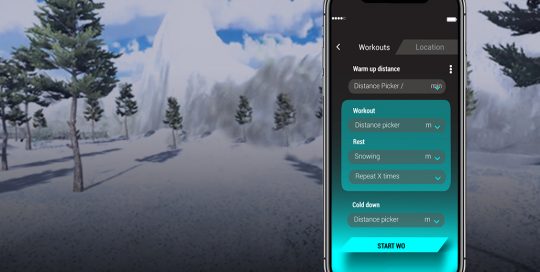 Workouts Location
Warm up distance
Distance Picker / min
Workout
Distance picker m
Rest
Snowing m
Repeat X times
Cold down
Distance picker m
START WO